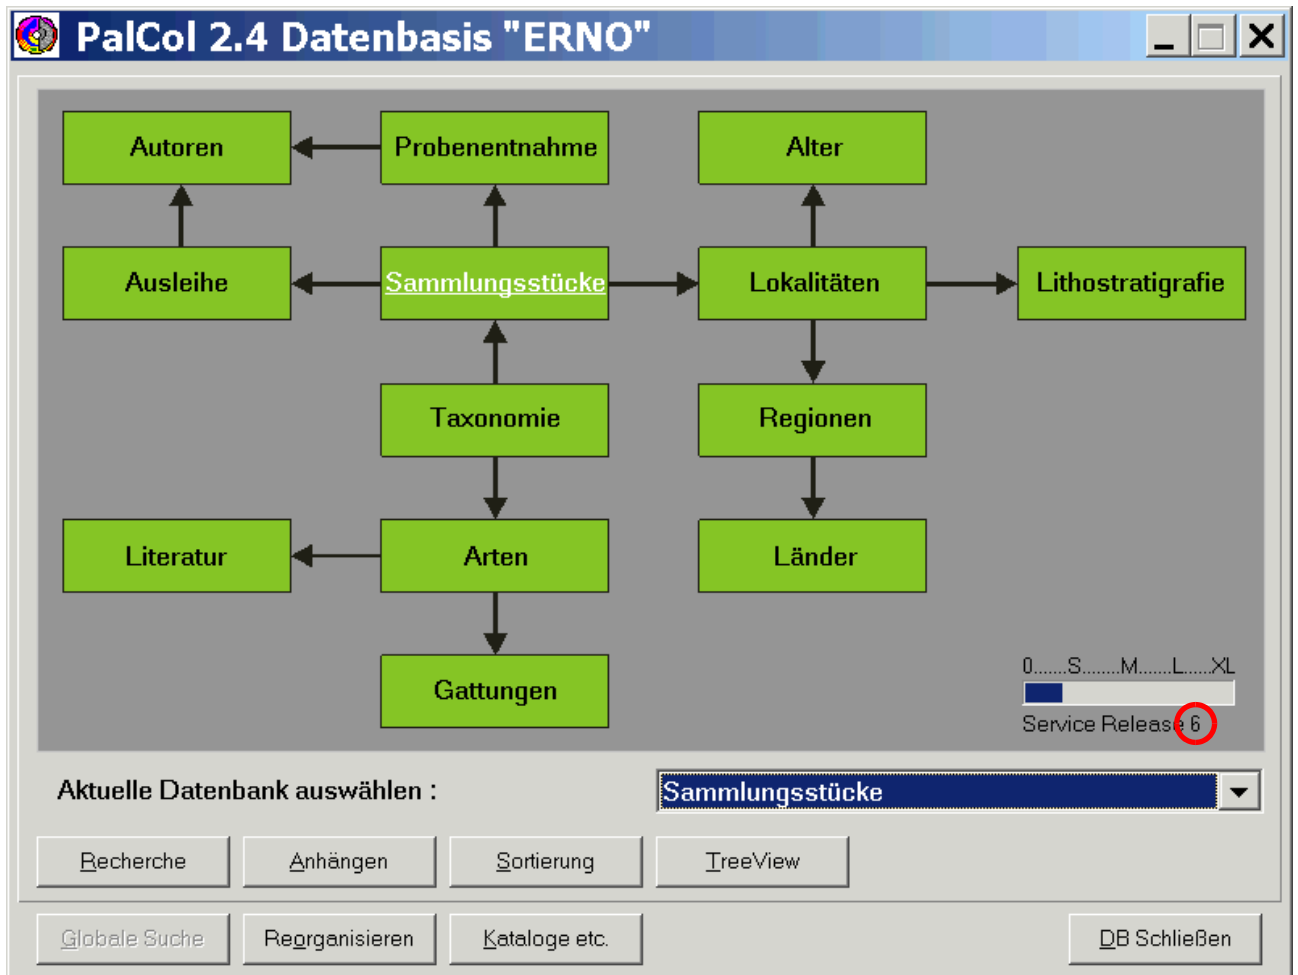 PalCol 2.4 Datenbasis "ERNO"
Autoren
Probenentnahme
Alter
Ausleihe
Sammlungsstücke
Lokalitäten
Lithostratigrafie
Taxonomie
Regionen
Literatur
Arten
Länder
Gattungen
0......S........M.......L.....XL
Service Release 6
Aktuelle Datenbank auswählen :
Sammlungsstücke
Recherche
Anhängen
Sortierung
TreeView
Globale Suche
Reorganisieren
Kataloge etc.
DB Schließen